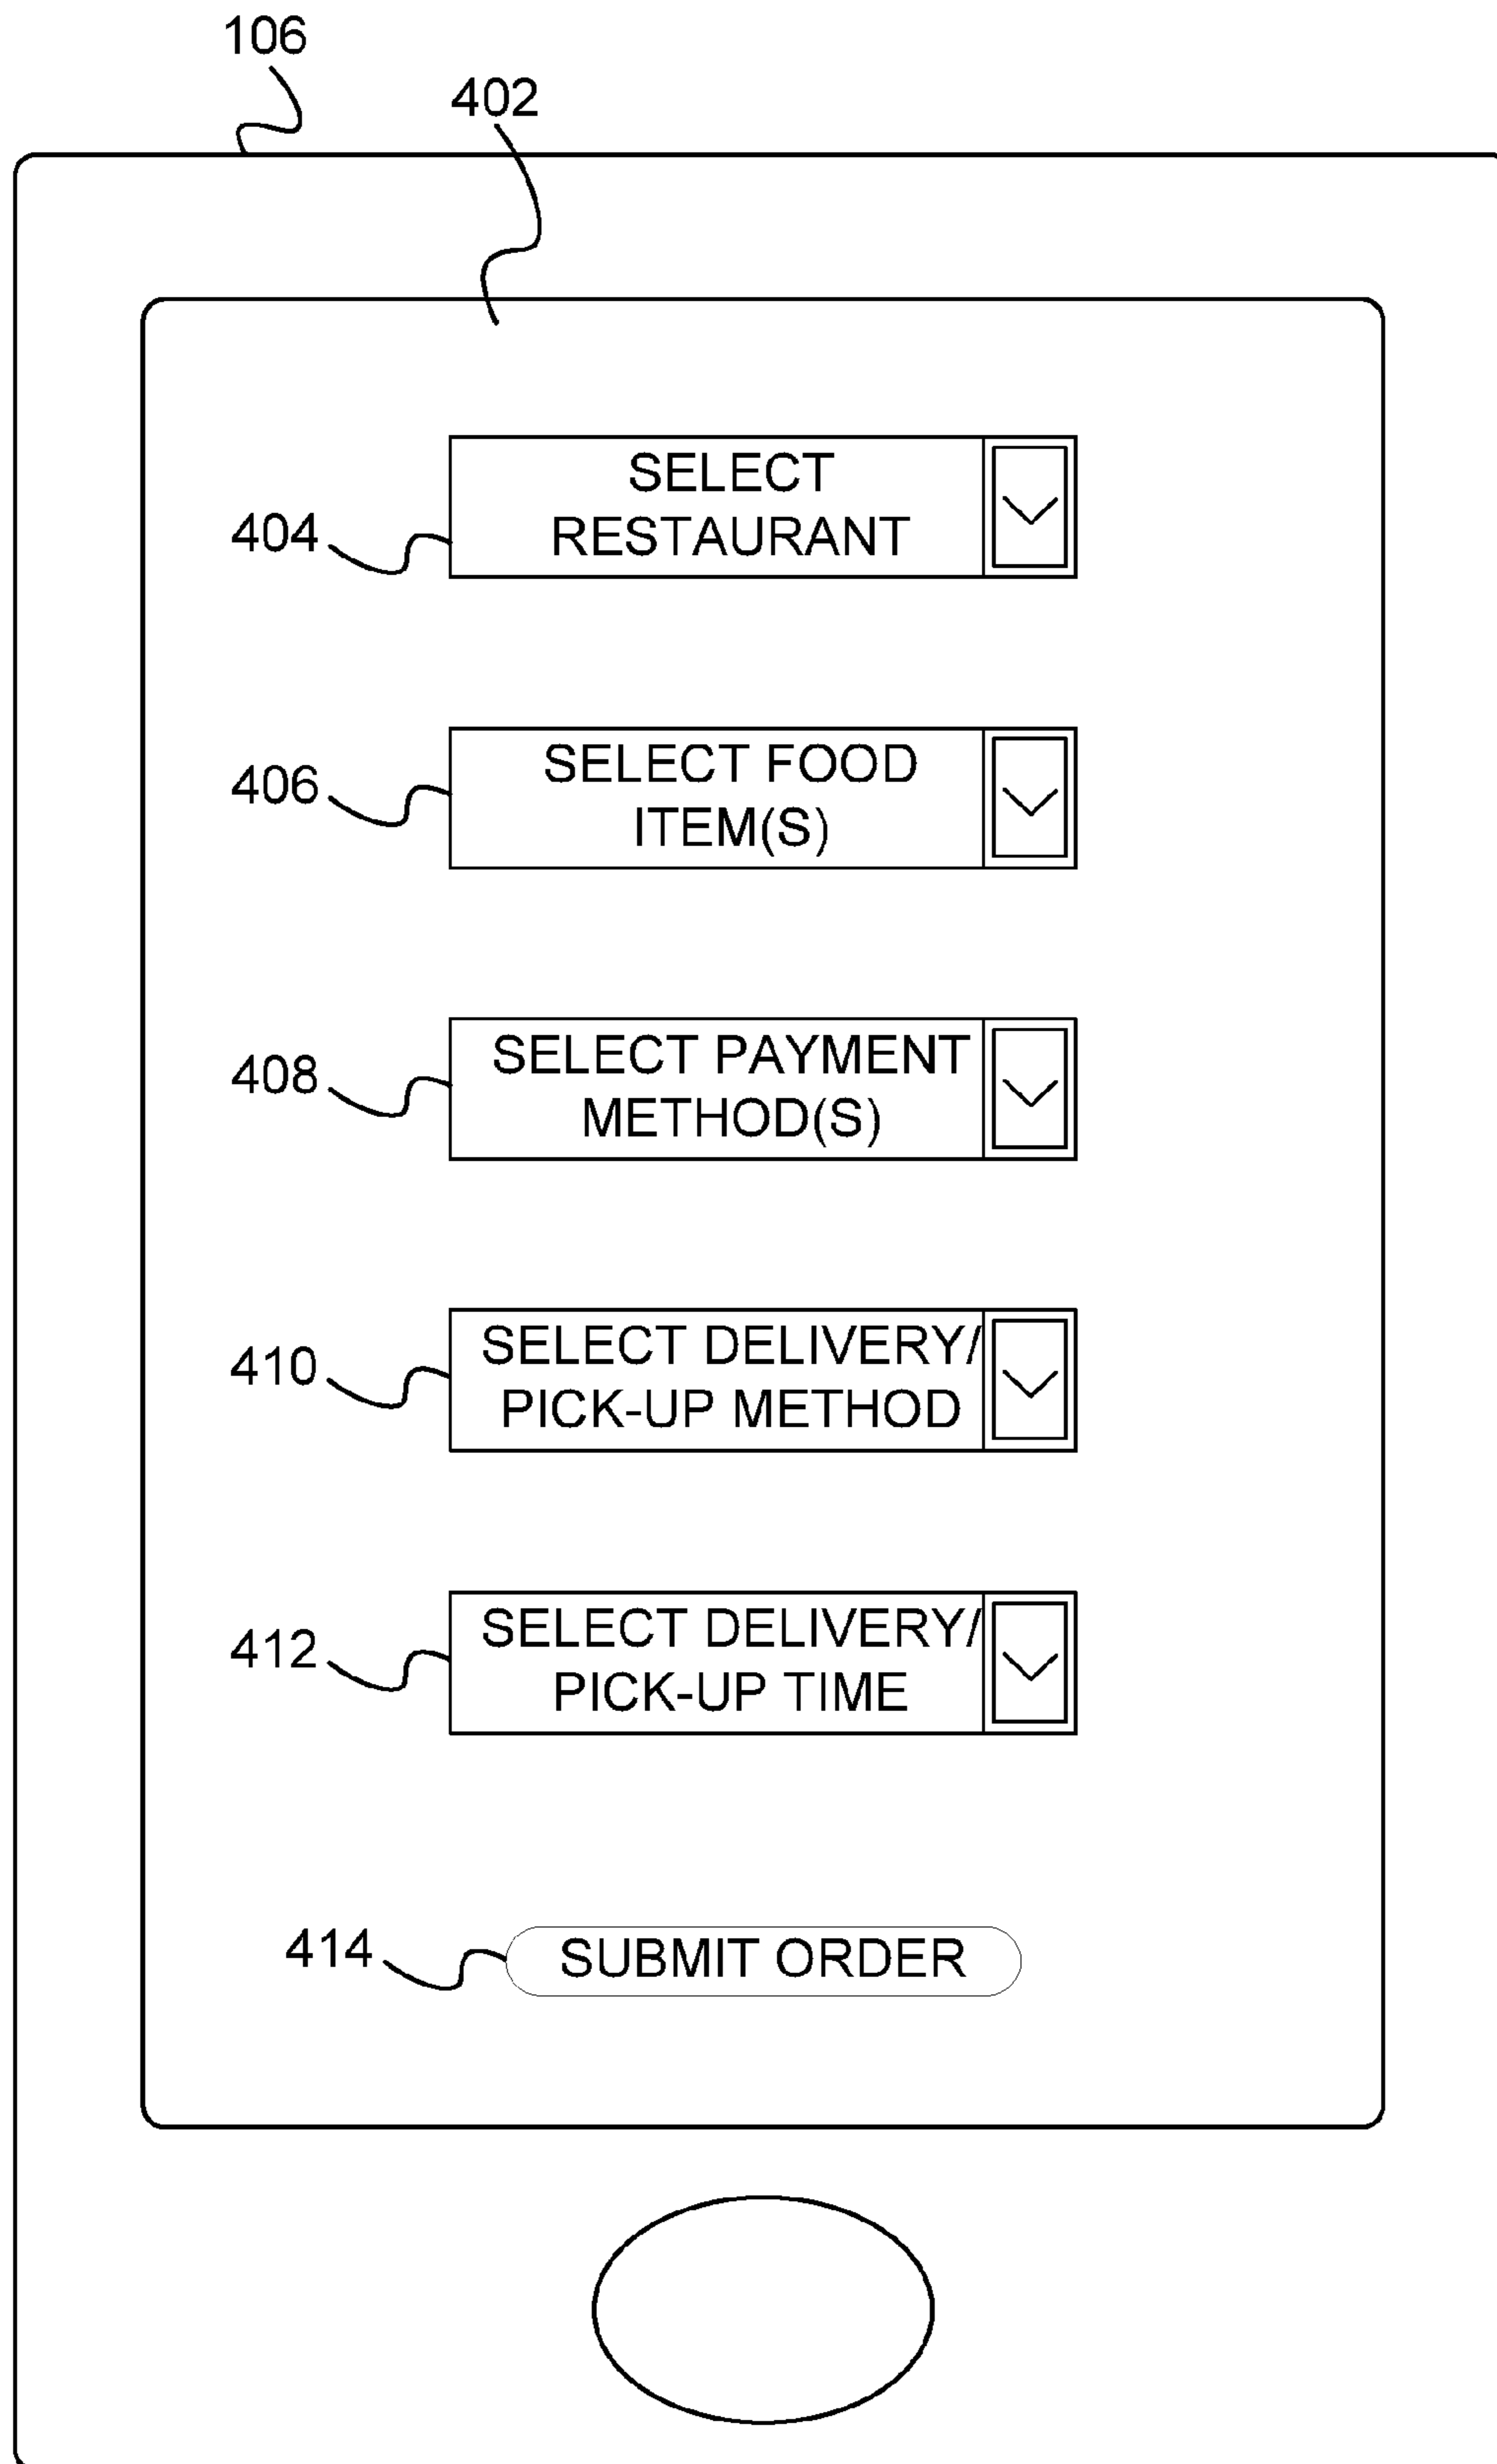 106
402
404
SELECT
RESTAURANT
406
SELECT FOOD
ITEM(S)
408
SELECT PAYMENT
METHOD(S)
410
SELECT DELIVERY/
PICK-UP METHOD
412
SELECT DELIVERY/
PICK-UP TIME
414
SUBMIT ORDER